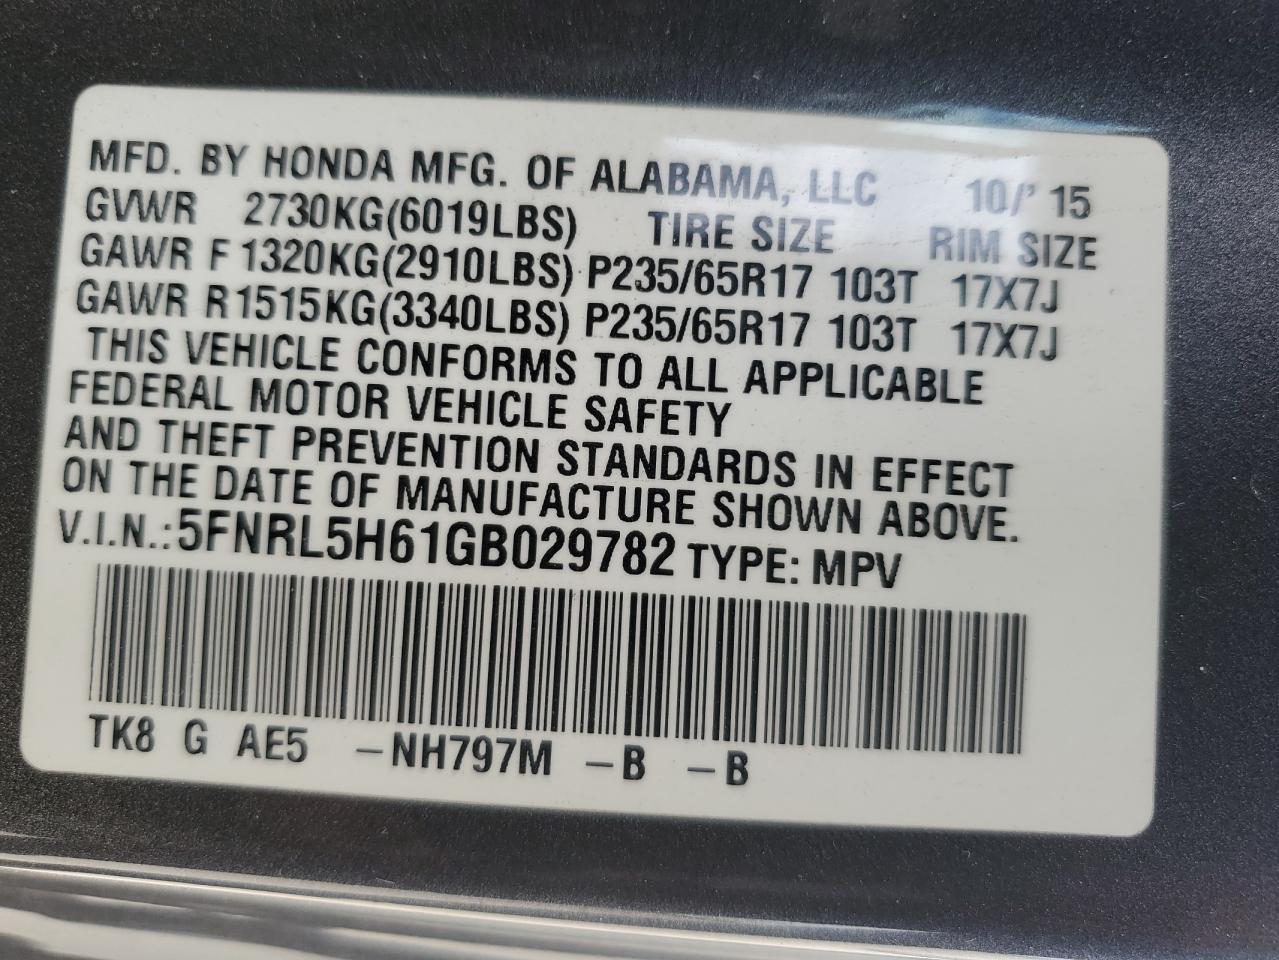 MFD. BY HONDA MFG. OF ALABAMA, LLC 10/' 15
GVWR 2730KG(6019LBS) TIRE SIZE RIM SIZE
GAWR F 1320KG(2910LBS) P235/65R17 103T 17X7J
GAWR R1515KG(3340LBS) P235/65R17 103T 17X7J
THIS VEHICLE CONFORMS TO ALL APPLICABLE
FEDERAL MOTOR VEHICLE SAFETY
AND THEFT PREVENTION STANDARDS IN EFFECT
ON THE DATE OF MANUFACTURE SHOWN ABOVE.
V.I.N.:5FNRL5H61GB029782 TYPE: MPV
TK8 G AE5 –NH797M –B –B